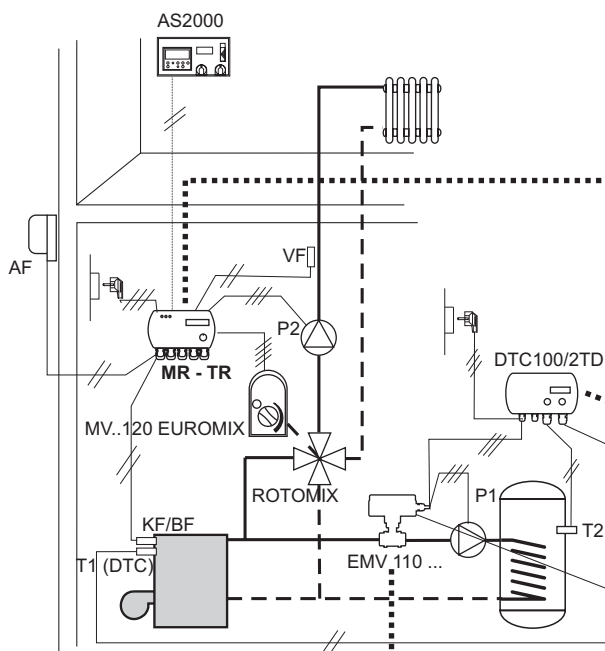 AS2000
AF
VF
P2
MR - TR
DTC100/2TD
MV..120 EUROMIX
ROTOMIX
P1
KF/BF
T2
T1 (DTC)
EMV 110 ...